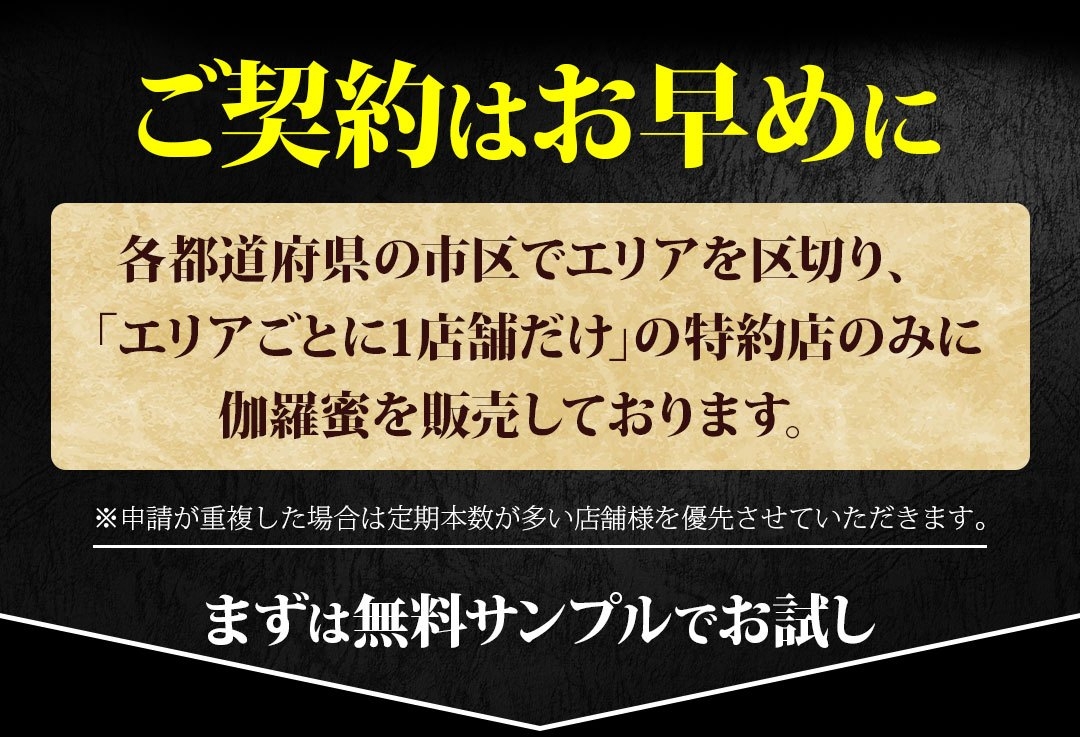 ご契約はお早めに
各都道府県の市区でエリアを区切り、
「エリアごとに1店舗だけ」の特約店のみに
伽羅蜜を販売しております。
※申請が重複した場合は定期本数が多い店舗様を優先させていただきます。
まずは無料サンプルでお試し